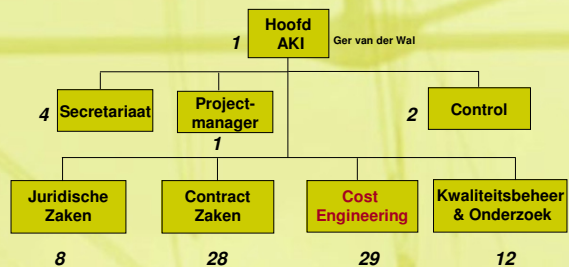 Hoofd
AKI
1
Ger van der Wal
4
Secretariaat
Project-
manager
1
2
Control
Juridische
Zaken
Contract
Zaken
Cost
Engineering
Kwaliteitsbeheer
& Onderzoek
8
28
29
12